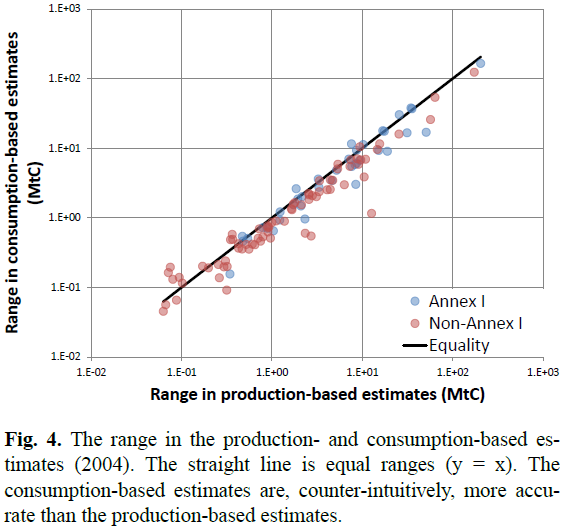 1.E+03
1.E+02
1.E+01
1.E+00
1.E-01
1.E-02
Range in consumption-based estimates
(MtC)
Annex I
Non-Annex I
Equality
1.E-02 1.E-01 1.E+00 1.E+01 1.E+02 1.E+03
Range in production-based estimates (MtC)
Fig. 4. The range in the production- and consumption-based es-
timates (2004). The straight line is equal ranges (y = x). The
consumption-based estimates are, counter-intuitively, more accu-
rate than the production-based estimates.